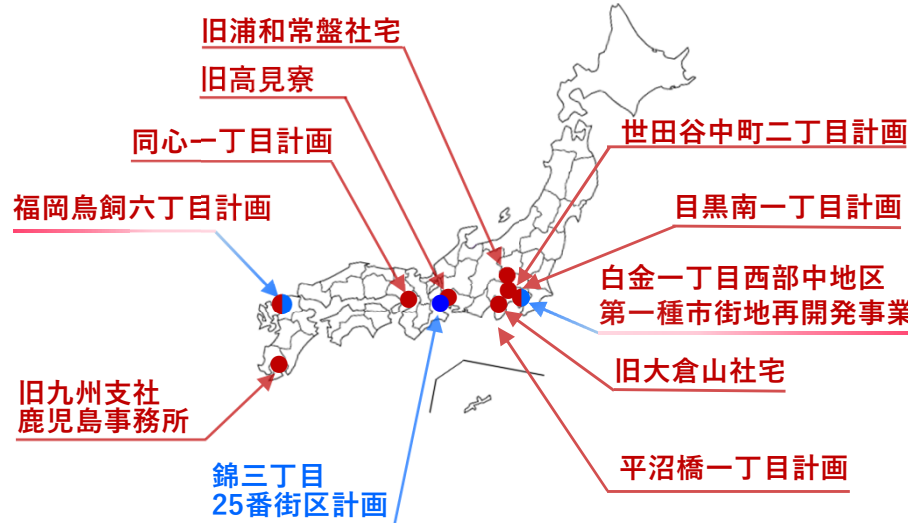 旧浦和常盤社宅
旧高見寮
同心一丁目計画
福岡鳥飼六丁目計画
世田谷中町二丁目計画
目黒南一丁目計画
白金一丁目西部中地区
第一種市街地再開発事業
旧大倉山社宅
平沼橋一丁目計画
旧九州支社
鹿児島事務所
錦三丁目
25番街区計画